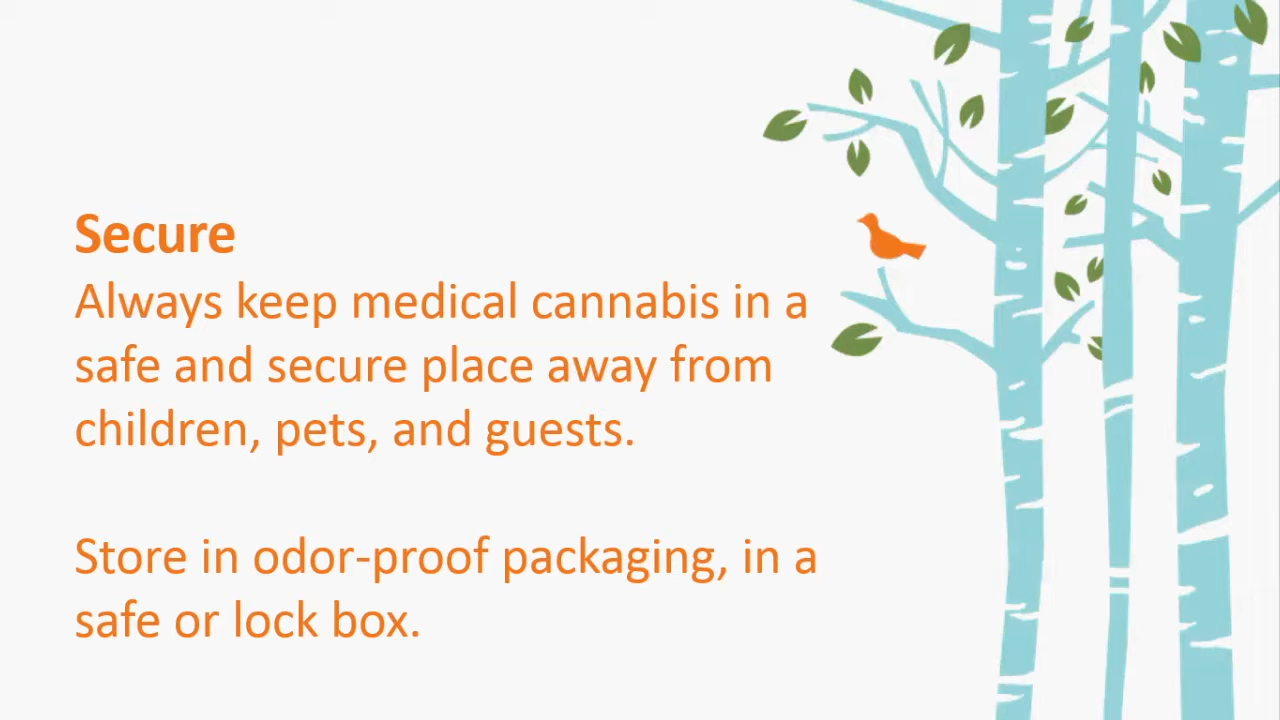 Secure
Always keep medical cannabis in a
safe and secure place away from
children, pets, and guests.
Store in odor-proof packaging, in a
safe or lock box.